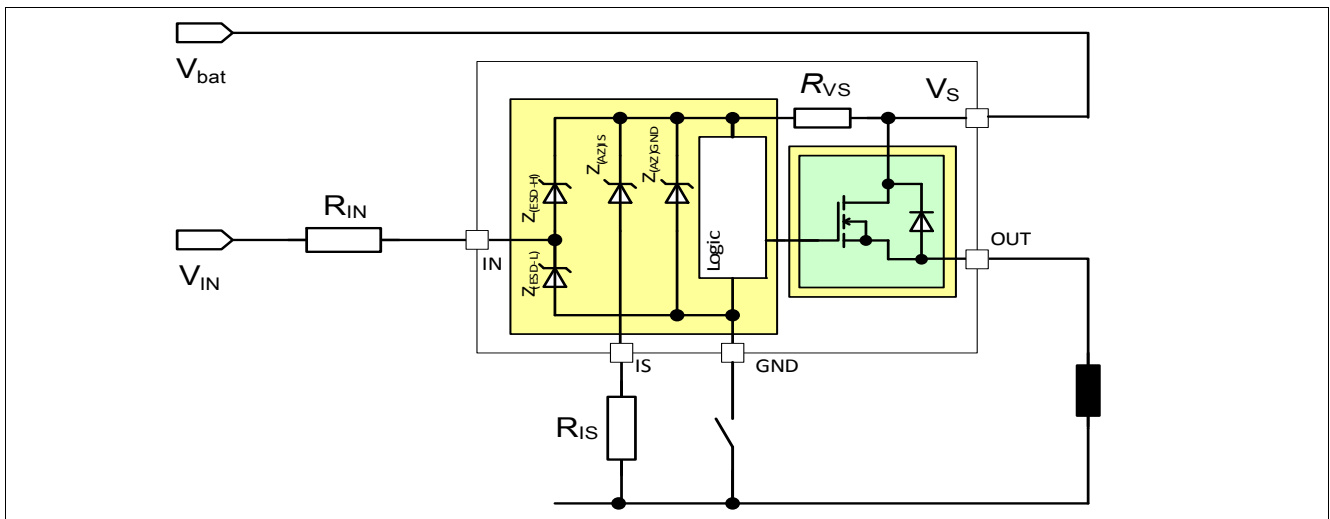 Vbat
RVS
VS
Z(AZ)IS
Z(AZ)GND
Z(ESD-H)
RIN
Logic
OUT
VIN
IN
Z(ESD-L)
IS
GND
RIS